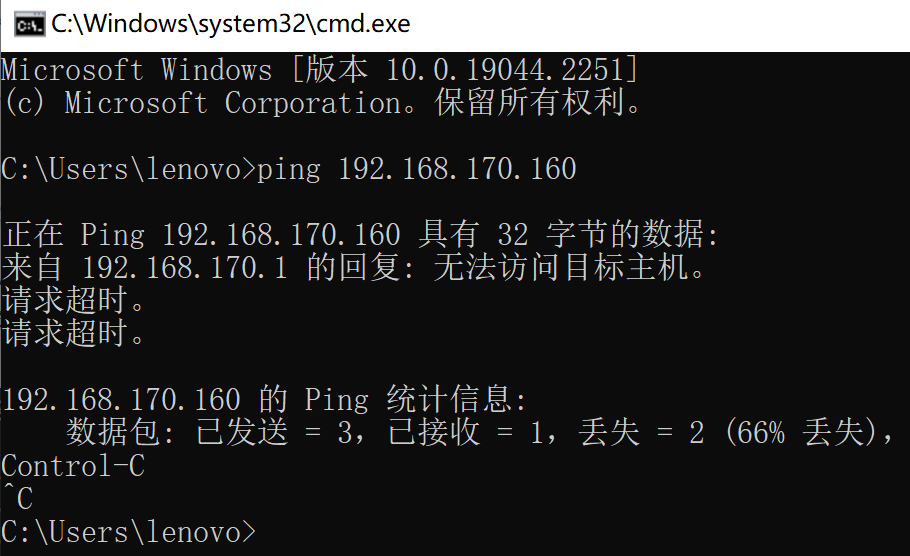 C:\Windows\system32\cmd.exe
Microsoft Windows [版本 10.0.19044.2251]
(c) Microsoft Corporation。保留所有权利。
C:\Users\lenovo>ping 192.168.170.160
正在 Ping 192.168.170.160 具有 32 字节的数据:
来自 192.168.170.1 的回复: 无法访问目标主机。
请求超时。
请求超时。
192.168.170.160 的 Ping 统计信息:
    数据包: 已发送 = 3，已接收 = 1，丢失 = 2 (66% 丢失)，
Control-C
^C
C:\Users\lenovo>